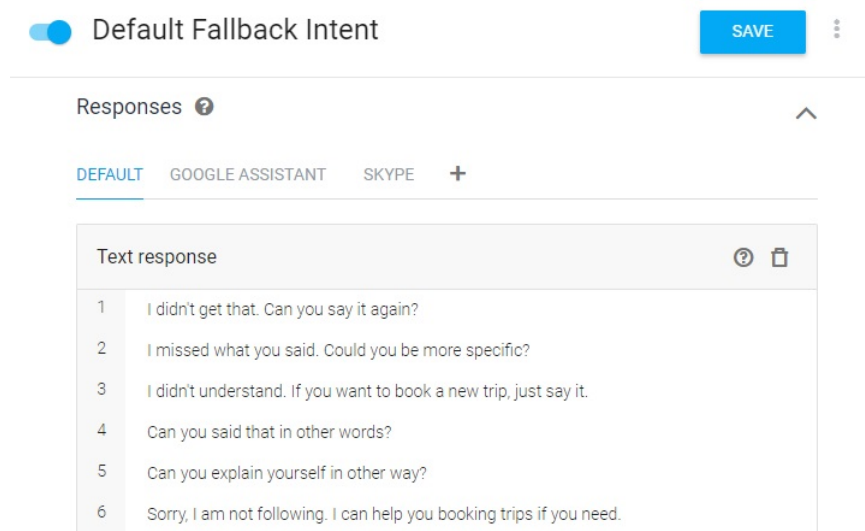 Default Fallback Intent
SAVE
Responses
DEFAULT GOOGLE ASSISTANT SKYPE +
Text response
1 I didn't get that. Can you say it again?
2 I missed what you said. Could you be more specific?
3 I didn't understand. If you want to book a new trip, just say it.
4 Can you said that in other words?
5 Can you explain yourself in other way?
6 Sorry, I am not following. I can help you booking trips if you need.